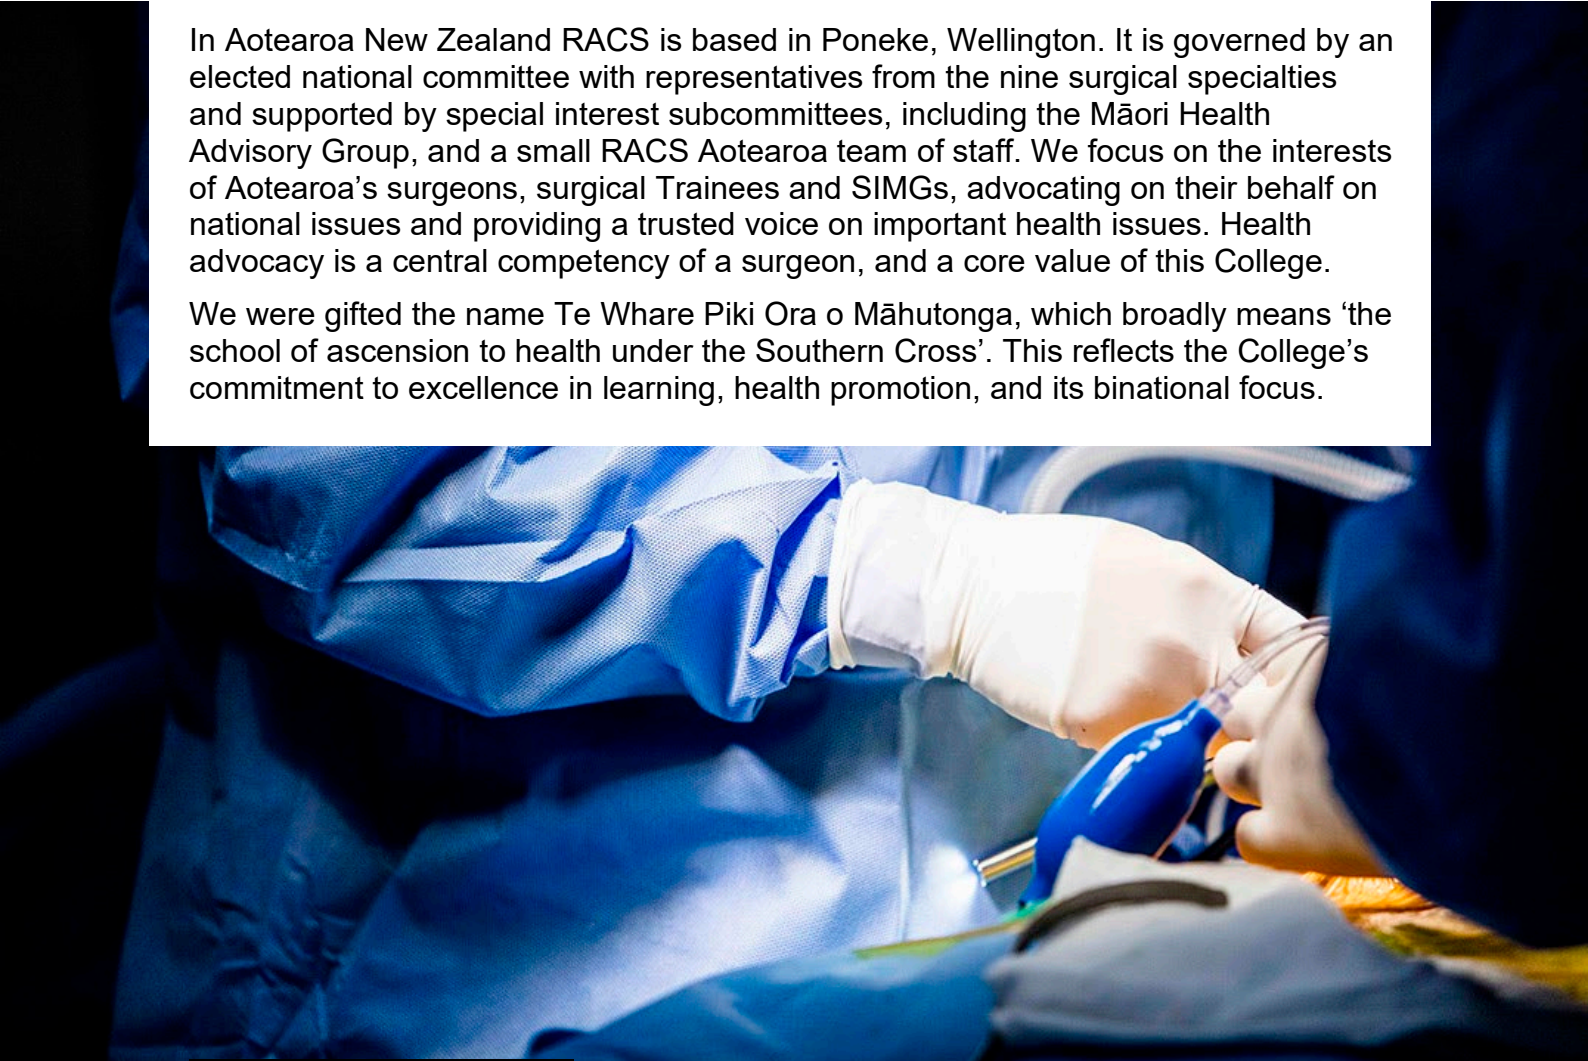 In Aotearoa New Zealand RACS is based in Poneke, Wellington. It is governed by an
elected national committee with representatives from the nine surgical specialties
and supported by special interest subcommittees, including the Māori Health
Advisory Group, and a small RACS Aotearoa team of staff. We focus on the interests
of Aotearoa’s surgeons, surgical Trainees and SIMGs, advocating on their behalf on
national issues and providing a trusted voice on important health issues. Health
advocacy is a central competency of a surgeon, and a core value of this College.
We were gifted the name Te Whare Piki Ora o Māhutonga, which broadly means ‘the
school of ascension to health under the Southern Cross’. This reflects the College’s
commitment to excellence in learning, health promotion, and its binational focus.